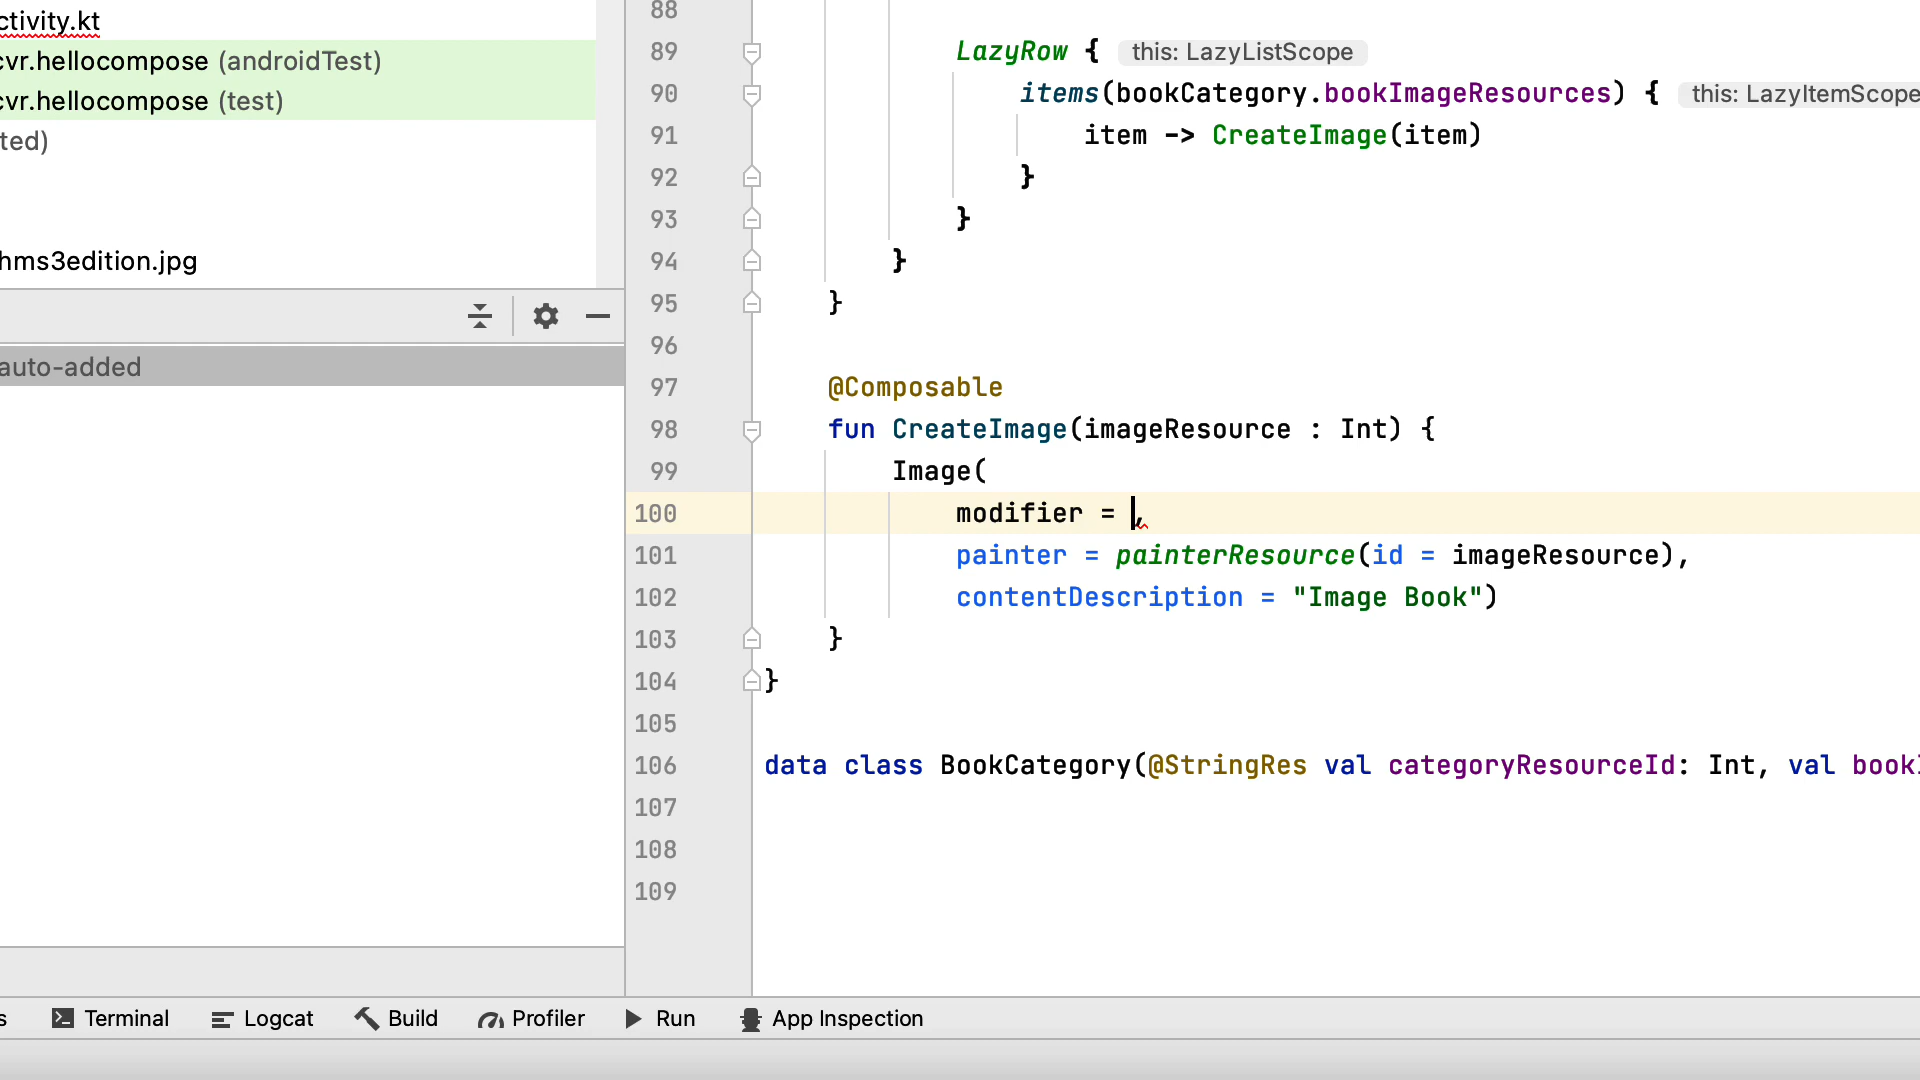 ctivity.kt
cvr.hellocompose (androidTest)
cvr.hellocompose (test)
ted)
hms3edition.jpg
auto-added
88
89 LazyRow { this: LazyListScope
90 items(bookCategory.bookImageResources) { this: LazyItemScope
91 item -> CreateImage(item)
92 }
93 }
94 }
95 }
96
97 @Composable
98 fun CreateImage(imageResource : Int) {
99 Image(
100 modifier = ,
101 painter = painterResource(id = imageResource),
102 contentDescription = "Image Book")
103 }
104 }
105
106 data class BookCategory(@StringRes val categoryResourceId: Int, val bookI
107
108
109
s Terminal Logcat Build Profiler Run App Inspection